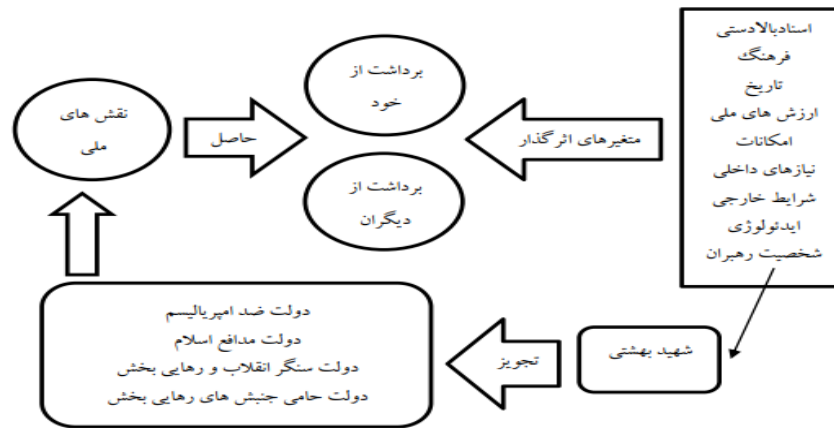 اسنادبالادستی
فرهنگ
تاریخ
ارزش های ملی
امکانات
نیازهای داخلی
شرایط خارجی
ایدئولوژی
شخصیت رهبران
متغیرهای اثرگذار
برداشت از
خود
برداشت از
دیگران
حاصل
نقش های
ملی
شهید بهشتی
تجویز
دولت ضد امپریالیسم
دولت مدافع اسلام
دولت سنگر انقلاب و رهایی بخش
دولت حامی جنبش های رهایی بخش